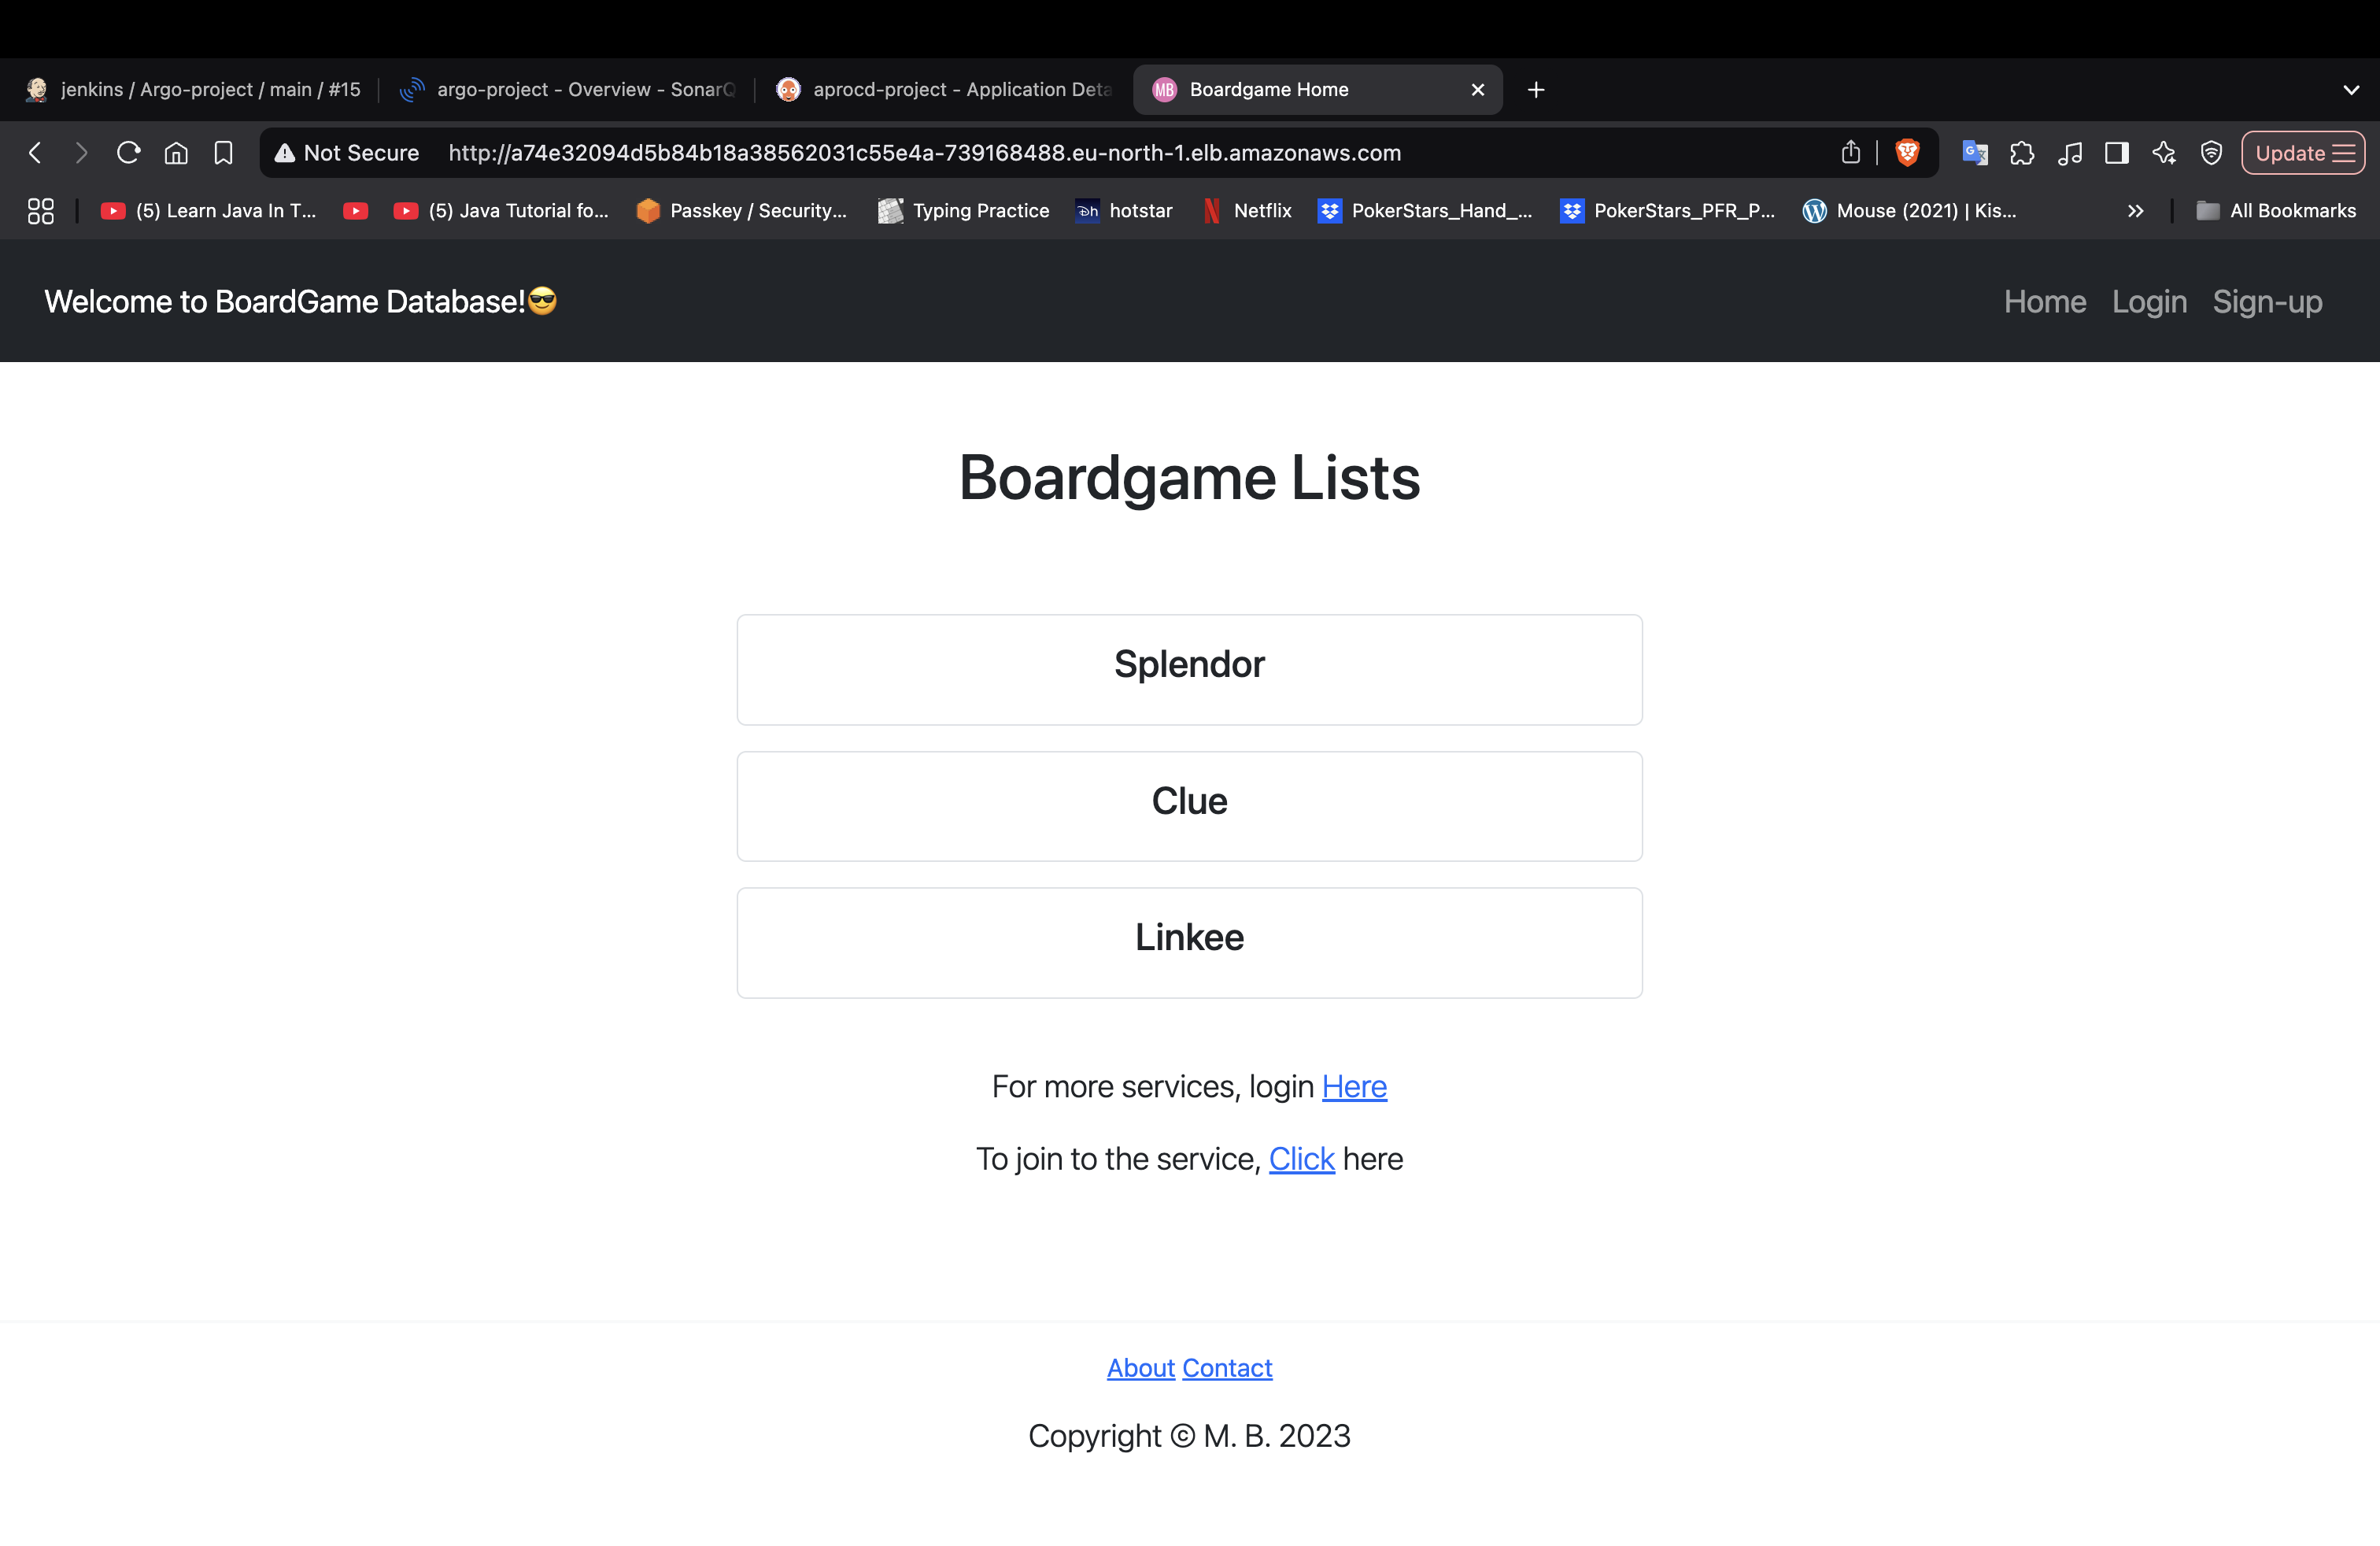 jenkins / Argo-project / main / #15
argo-project - Overview - SonarQ
aprocd-project - Application Deta
MB Boardgame Home
Not Secure http://a74e32094d5b84b18a38562031c55e4a-739168488.eu-north-1.elb.amazonaws.com
Update
(5) Learn Java In T... (5) Java Tutorial fo... Passkey / Security... Typing Practice hotstar Netflix PokerStars_Hand_... PokerStars_PFR_P... Mouse (2021) | Kis... All Bookmarks
Welcome to BoardGame Database!😎 Home Login Sign-up
Boardgame Lists
Splendor
Clue
Linkee
For more services, login Here
To join to the service, Click here
About Contact
Copyright © M. B. 2023